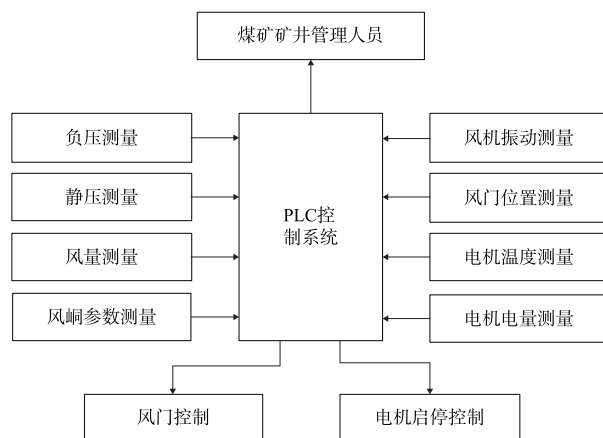 煤矿矿井管理人员
负压测量
静压测量
风量测量
风峒参数测量
PLC控
制系统
风机振动测量
风门位置测量
电机温度测量
电机电量测量
风门控制
电机启停控制